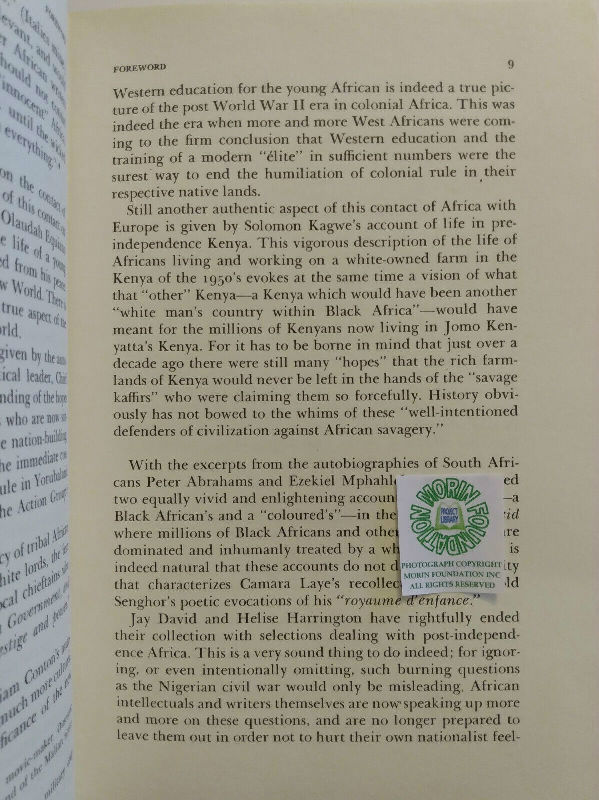 FOREWORD 9
Western education for the young African is indeed a true pic-
ture of the post World War II era in colonial Africa. This was
indeed the era when more and more West Africans were com-
ing to the firm conclusion that Western education and the
training of a modern "élite" in sufficient numbers were the
surest way to end the humiliation of colonial rule in their
respective native lands.
Still another authentic aspect of this contact of Africa with
Europe is given by Solomon Kagwe's account of life in pre-
independence Kenya. This vigorous description of the life of
Africans living and working on a white-owned farm in the
Kenya of the 1950's evokes at the same time a vision of what
that "other" Kenya—a Kenya which would have been another
"white man's country within Black Africa"—would have
meant for the millions of Kenyans now living in Jomo Ken-
yatta's Kenya. For it has to be borne in mind that just over a
decade ago there were still many "hopes" that the rich farm-
lands of Kenya would never be left in the hands of the "savage
kaffirs" who were claiming them so forcefully. History obvi-
ously has not bowed to the whims of these "well-intentioned
defenders of civilization against African savagery."
With the excerpts from the autobiographies of South Afri-
cans Peter Abrahams and Ezekiel Mphahl
two equally vivid and enlightening accoun —a
Black African's and a "coloured's"—in the
where millions of Black Africans and othe
dominated and inhumanly treated by a wh is
indeed natural that these accounts do not d
that characterizes Camara Laye's recollec
Senghor's poetic evocations of his "royaume d'enfance."
Jay David and Helise Harrington have rightfully ended
their collection with selections dealing with post-independ-
ence Africa. This is a very sound thing to do indeed; for ignor-
ing, or even intentionally omitting, such burning questions
as the Nigerian civil war would only be misleading. African
intellectuals and writers themselves are now speaking up more
and more on these questions, and are no longer prepared to
leave them out in order not to hurt their own nationalist feel-
MORIN FOUNDATION
PROJECT
LIBRARY
PHOTOGRAPH COPYRIGHT
MORIN FOUNDATION INC
ALL RIGHTS RESERVED